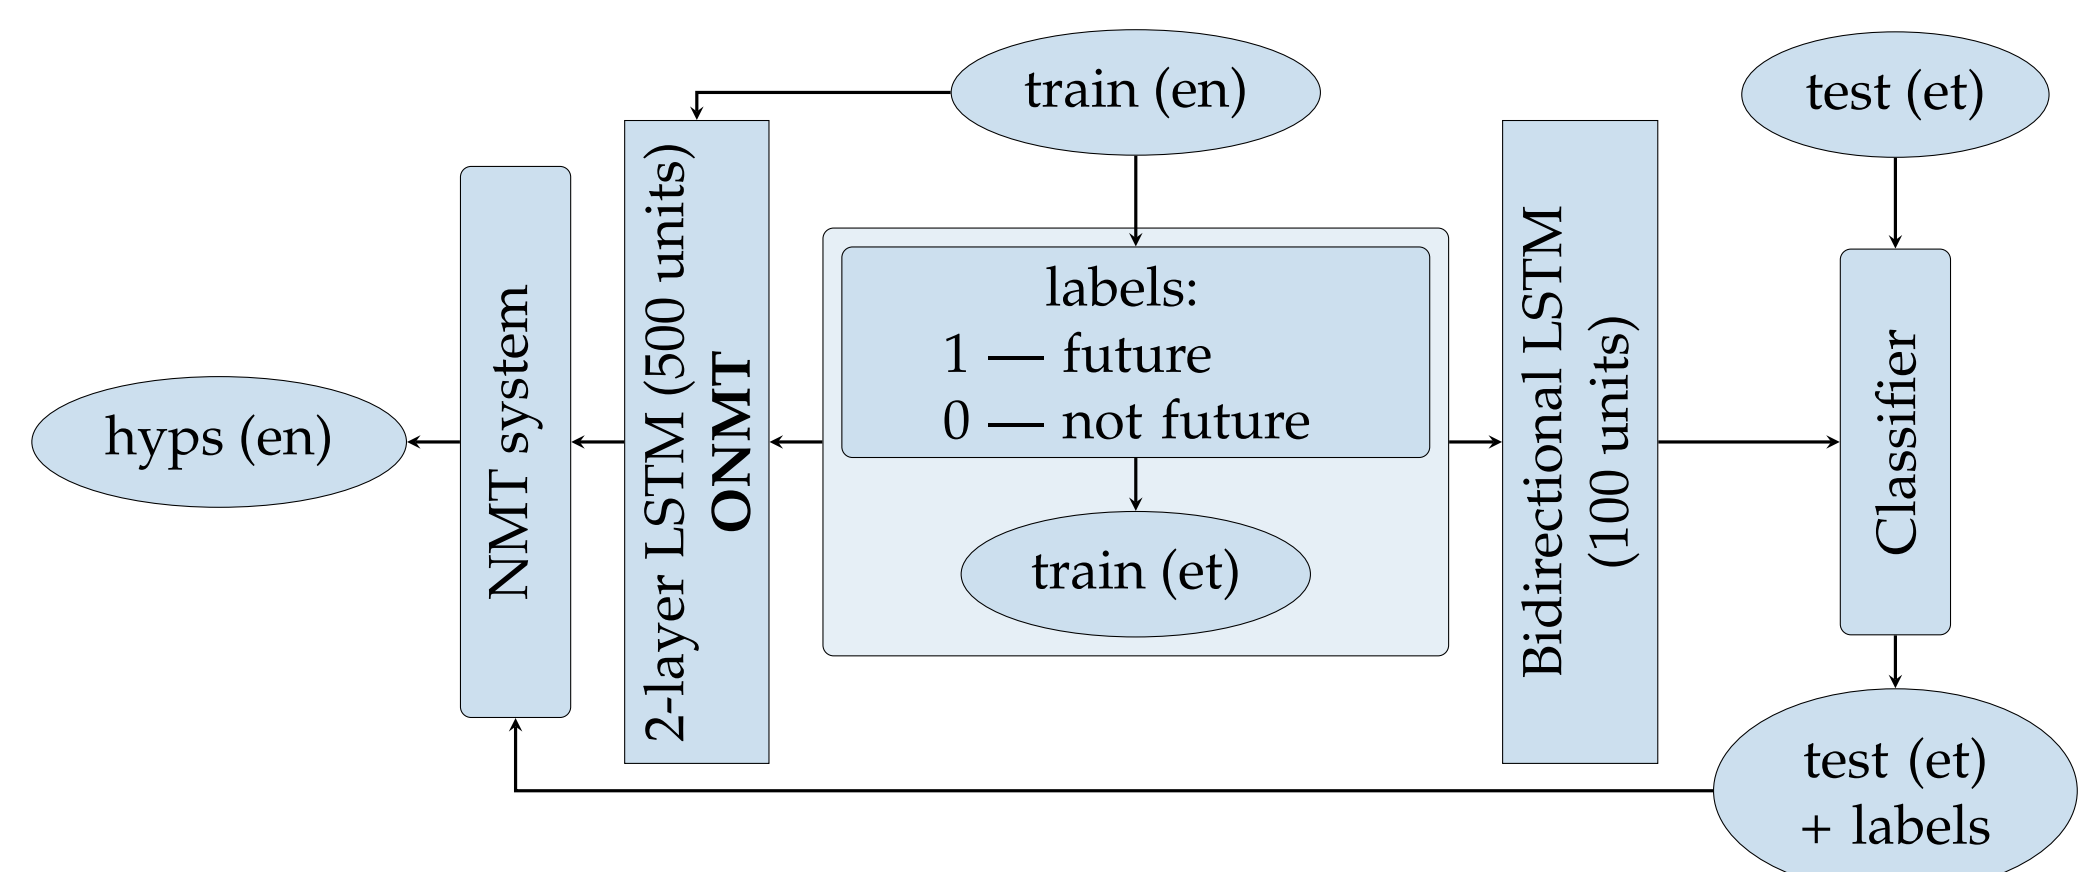 train (en)
test (et)
labels:
1 — future
0 — not future
train (et)
hyps (en)
NMT system
2-layer LSTM (500 units)
ONMT
Bidirectional LSTM
(100 units)
Classifier
test (et)
+ labels